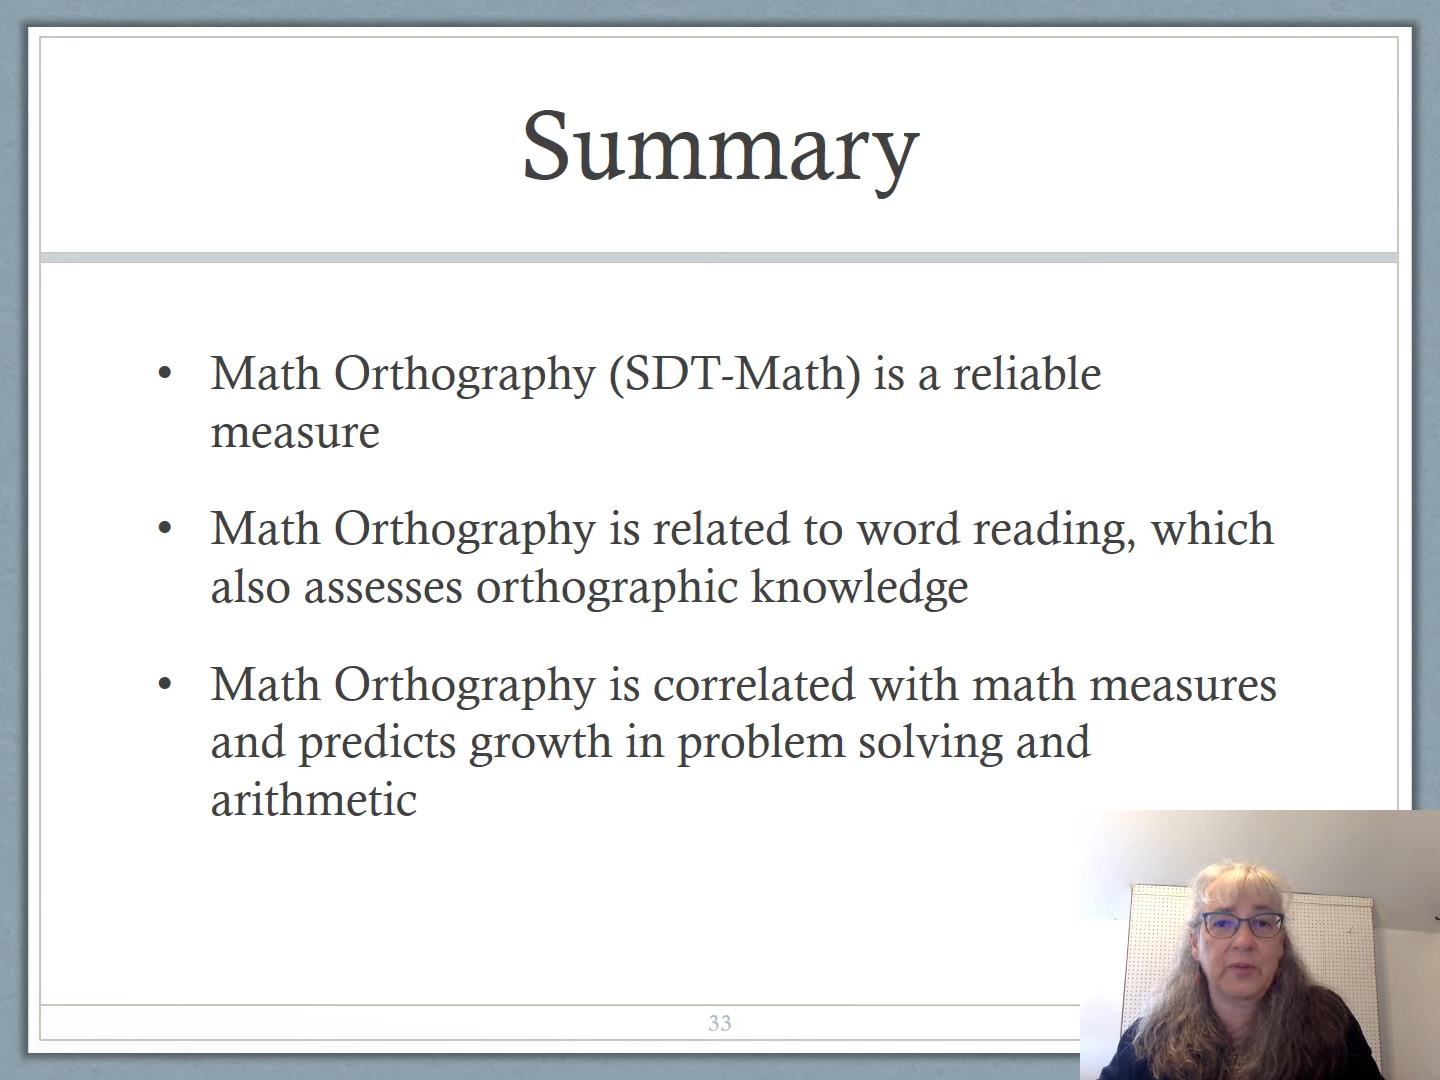 Summary
• Math Orthography (SDT-Math) is a reliable
measure
• Math Orthography is related to word reading, which
also assesses orthographic knowledge
• Math Orthography is correlated with math measures
and predicts growth in problem solving and
arithmetic
33